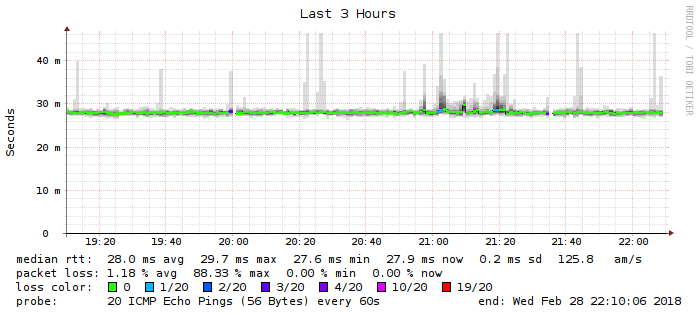 Last 3 Hours
RRDTOOL / TOBI OETIKER
Seconds
40 m
30 m
20 m
10 m
0
19:20 19:40 20:00 20:20 20:40 21:00 21:20 21:40 22:00
median rtt: 28.0 ms avg 29.7 ms max 27.6 ms min 27.9 ms now 0.2 ms sd 125.8 am/s
packet loss: 1.18 % avg 88.33 % max 0.00 % min 0.00 % now
loss color: 0 1/20 2/20 3/20 4/20 10/20 19/20
probe: 20 ICMP Echo Pings (56 Bytes) every 60s end: Wed Feb 28 22:10:06 2018